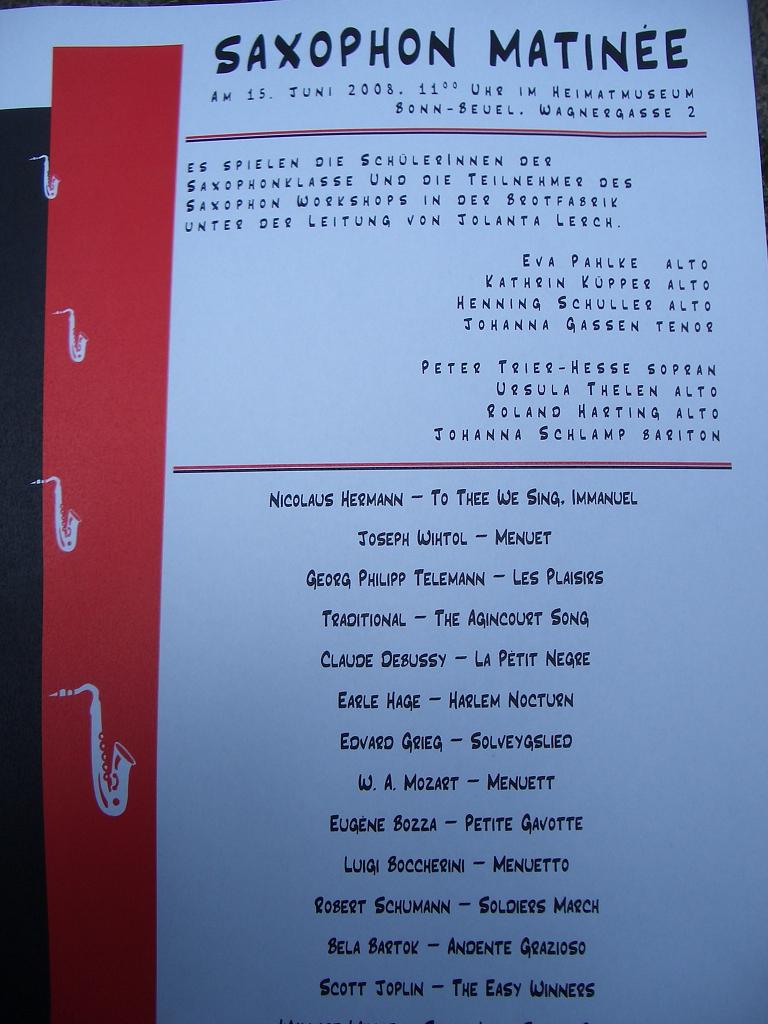 SAXOPHON MATINÉE
AM 15. JUNI 2008. 11⁰⁰ UHR IM HEIMATMUSEUM
BONN-BEUEL. WAGNERGASSE 2
ES SPIELEN DIE SCHÜLERINNEN DER
SAXOPHONKLASSE UND DIE TEILNEHMER DES
SAXOPHON WORKSHOPS IN DER BROTFABRIK
UNTER DER LEITUNG VON JOLANTA LERCH.
EVA PAHLKE ALTO
KATHRIN KÜPPER ALTO
HENNING SCHULLER ALTO
JOHANNA GASSEN TENOR
PETER TRIER-HESSE SOPRAN
URSULA THELEN ALTO
ROLAND HARTING ALTO
JOHANNA SCHLAMP BARITON
NICOLAUS HERMANN – TO THEE WE SING, IMMANUEL
JOSEPH WIHTOL – MENUET
GEORG PHILIPP TELEMANN – LES PLAISIRS
TRADITIONAL – THE AGINCOURT SONG
CLAUDE DEBUSSY – LA PÉTIT NEGRE
EARLE HAGE – HARLEM NOCTURN
EDVARD GRIEG – SOLVEYGSLIED
W. A. MOZART – MENUETT
EUGÈNE BOZZA – PETITE GAVOTTE
LUIGI BOCCHERINI – MENUETTO
ROBERT SCHUMANN – SOLDIERS MARCH
BELA BARTOK – ANDENTE GRAZIOSO
SCOTT JOPLIN – THE EASY WINNERS